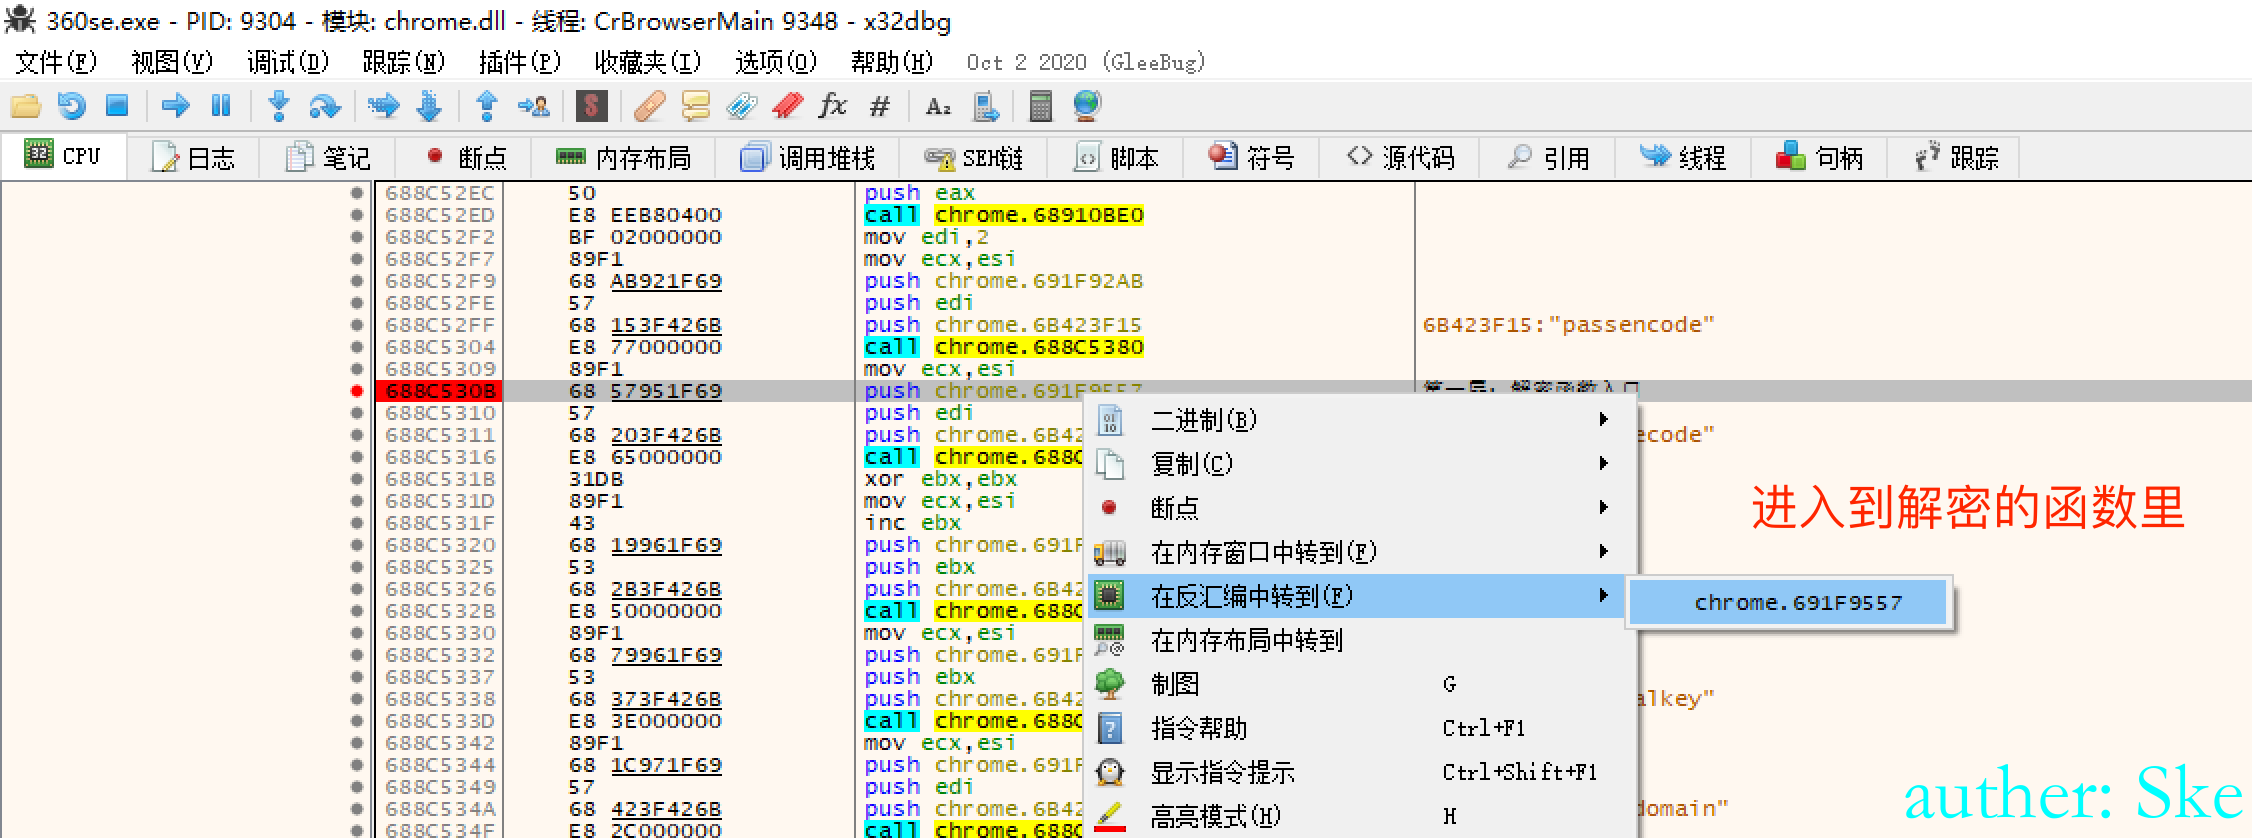 360se.exe - PID: 9304 - 模块: chrome.dll - 线程: CrBrowserMain 9348 - x32dbg
文件(F) 视图(V) 调试(D) 跟踪(N) 插件(P) 收藏夹(I) 选项(O) 帮助(H) Oct 2 2020 (GleeBug)
CPU 日志 笔记 断点 内存布局 调用堆栈 SEH链 脚本 符号 源代码 引用 线程 句柄 跟踪
688C52EC 50 push eax
688C52ED E8 EEB80400 call chrome.68910BE0
688C52F2 BF 02000000 mov edi,2
688C52F7 89F1 mov ecx,esi
688C52F9 68 AB921F69 push chrome.691F92AB
688C52FE 57 push edi
688C52FF 68 153F426B push chrome.6B423F15 6B423F15:"passencode"
688C5304 E8 77000000 call chrome.688C5380
688C5309 89F1 mov ecx,esi
688C530B 68 57951F69 push chrome.691F9557 第一层: 解密函数入口
688C5310 57 push edi
688C5311 68 203F426B push chrome.6B42 ecode"
688C5316 E8 65000000 call chrome.688C
688C531B 31DB xor ebx,ebx
688C531D 89F1 mov ecx,esi
688C531F 43 inc ebx
688C5320 68 19961F69 push chrome.691F
688C5325 53 push ebx
688C5326 68 2B3F426B push chrome.6B42
688C532B E8 50000000 call chrome.688C
688C5330 89F1 mov ecx,esi
688C5332 68 79961F69 push chrome.691F
688C5337 53 push ebx
688C5338 68 373F426B push chrome.6B42 alkey"
688C533D E8 3E000000 call chrome.688C
688C5342 89F1 mov ecx,esi
688C5344 68 1C971F69 push chrome.691F
688C5349 57 push edi
688C534A 68 423F426B push chrome.6B42 domain"
688C534F E8 2C000000 call chrome.688C
二进制(B)
复制(C)
断点
在内存窗口中转到(F)
在反汇编中转到(F)
chrome.691F9557
在内存布局中转到
制图 G
指令帮助 Ctrl+F1
显示指令提示 Ctrl+Shift+F1
高亮模式(H) H
进入到解密的函数里
auther: Ske